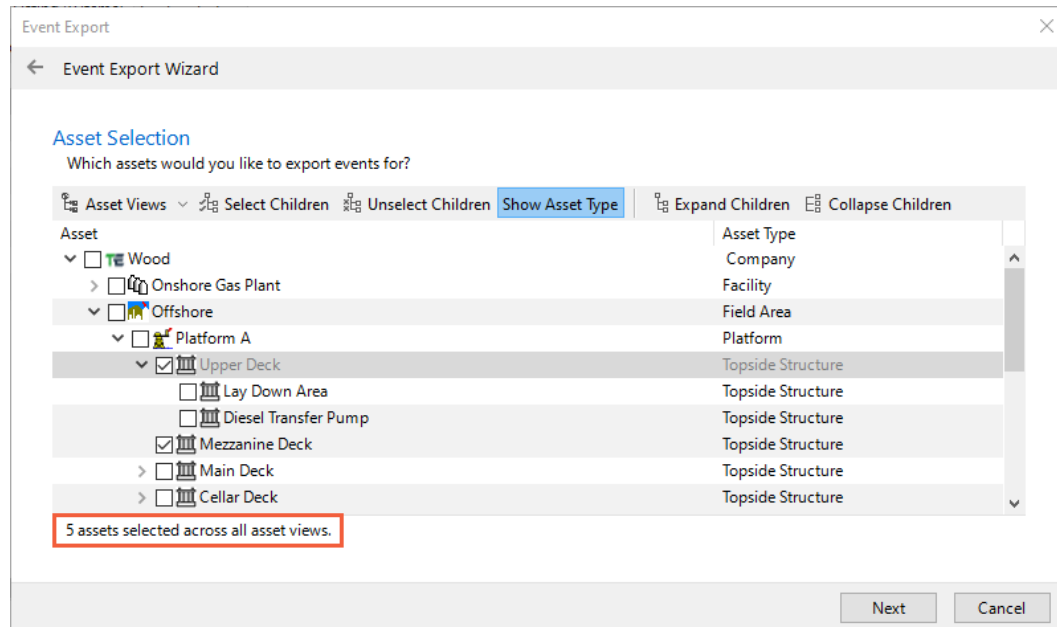 Event Export
Event Export Wizard
Asset Selection
Which assets would you like to export events for?
Asset Views Select Children Unselect Children Show Asset Type Expand Children Collapse Children
Asset Asset Type
TE Wood Company
Onshore Gas Plant Facility
Offshore Field Area
Platform A Platform
Upper Deck Topside Structure
Lay Down Area Topside Structure
Diesel Transfer Pump Topside Structure
Mezzanine Deck Topside Structure
Main Deck Topside Structure
Cellar Deck Topside Structure
5 assets selected across all asset views.
Next Cancel